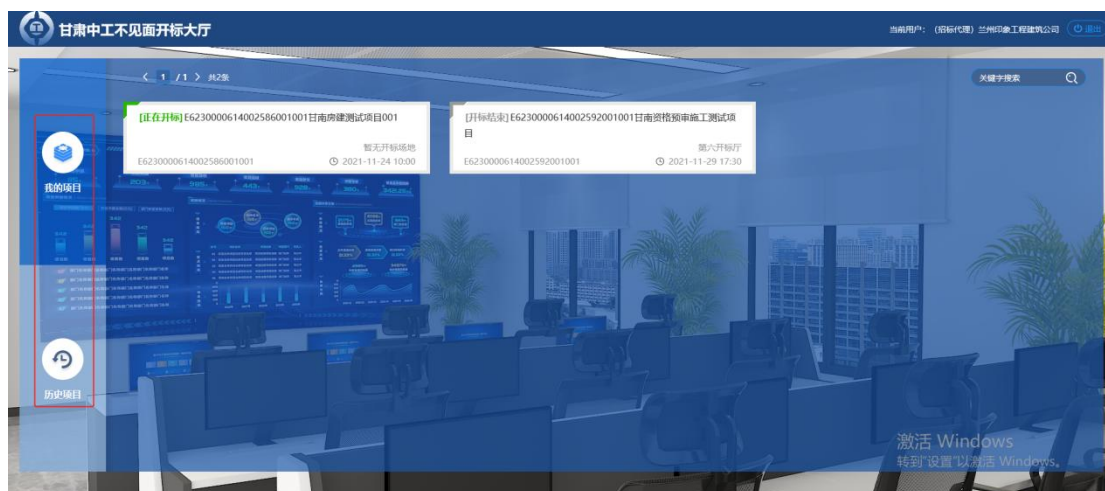 甘肃中工不见面开标大厅
当前用户： （招标代理）兰州印象工程建筑公司
退出
1 / 1 共2条
关键字搜索
[正在开标]E6230000614002586001001甘南房建测试项目001
暂无开标场地
E6230000614002586001001 2021-11-24 10:00
[开标结束]E6230000614002592001001甘南资格预审施工测试项
目
第六开标厅
E6230000614002592001001 2021-11-29 17:30
我的项目
历史项目
激活 Windows
转到"设置"以激活 Windows。